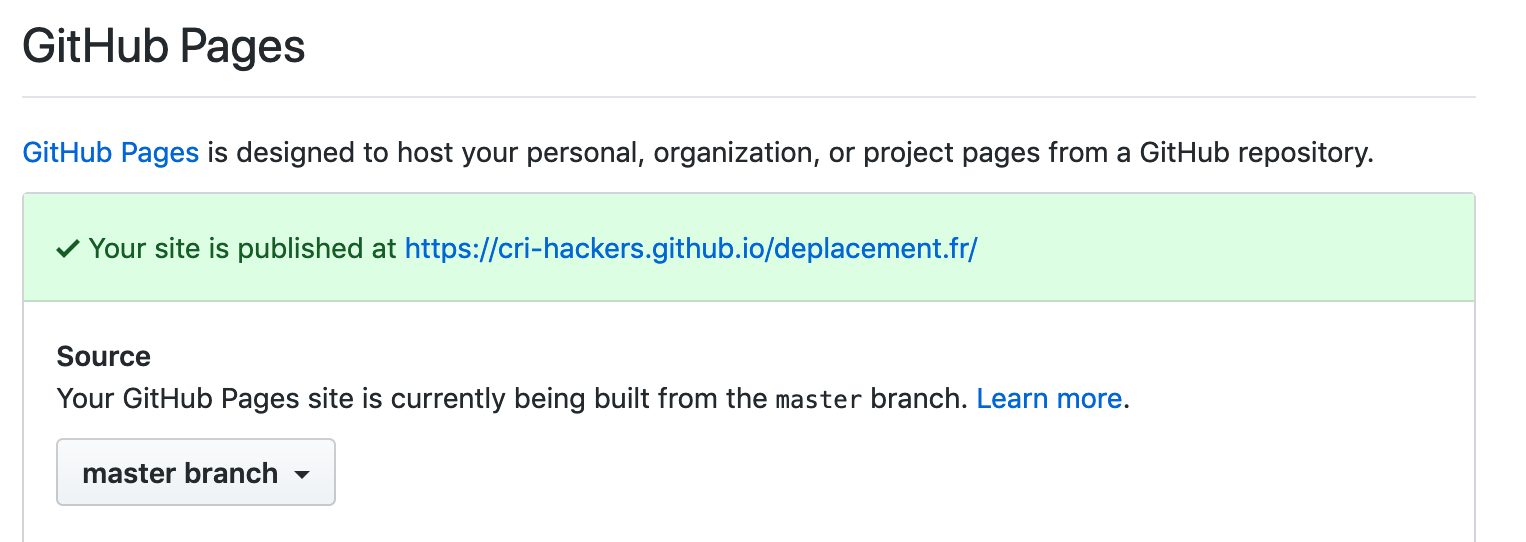 GitHub Pages
GitHub Pages is designed to host your personal, organization, or project pages from a GitHub repository.
Your site is published at https://cri-hackers.github.io/deplacement.fr/
Source
Your GitHub Pages site is currently being built from the master branch. Learn more.
master branch